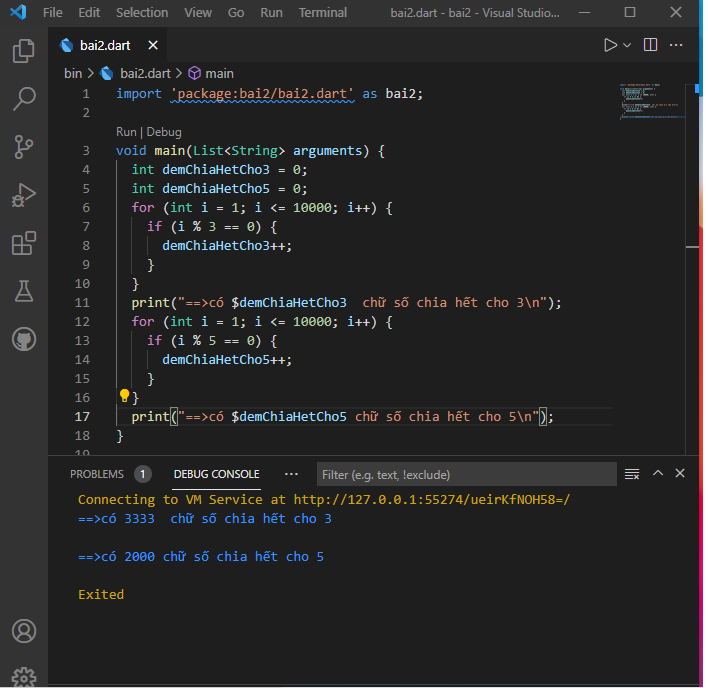 File Edit Selection View Go Run Terminal bai2.dart - bai2 - Visual Studio...
bai2.dart
bin > bai2.dart > main
1 import 'package:bai2/bai2.dart' as bai2;
2
Run | Debug
3 void main(List<String> arguments) {
4 int demChiaHetCho3 = 0;
5 int demChiaHetCho5 = 0;
6 for (int i = 1; i <= 10000; i++) {
7 if (i % 3 == 0) {
8 demChiaHetCho3++;
9 }
10 }
11 print("==>có $demChiaHetCho3  chữ số chia hết cho 3\n");
12 for (int i = 1; i <= 10000; i++) {
13 if (i % 5 == 0) {
14 demChiaHetCho5++;
15 }
16 }
17 print("==>có $demChiaHetCho5 chữ số chia hết cho 5\n");
18 }
19
PROBLEMS 1 DEBUG CONSOLE ... Filter (e.g. text, !exclude)
Connecting to VM Service at http://127.0.0.1:55274/ueirKfNOH58=/
==>có 3333  chữ số chia hết cho 3
==>có 2000 chữ số chia hết cho 5
Exited